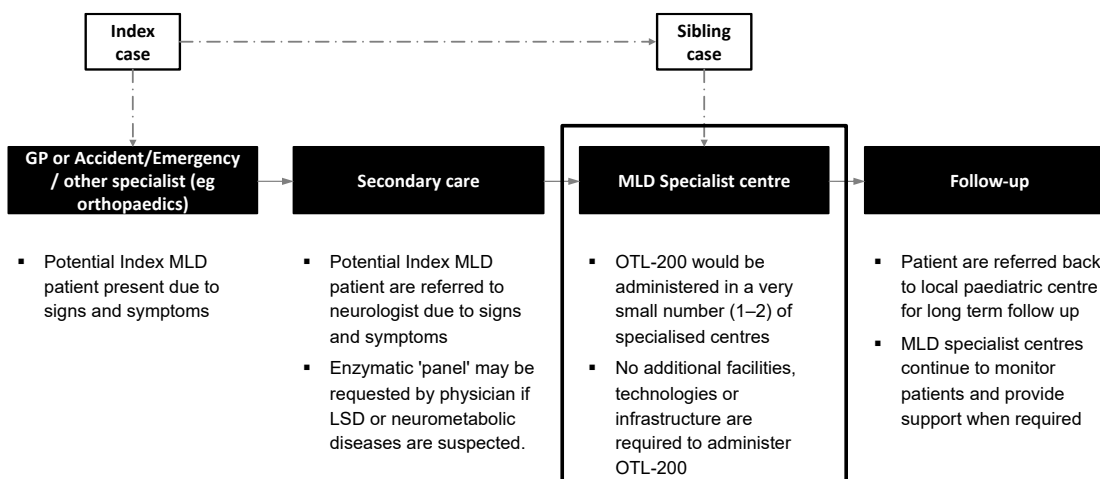 Index
case
Sibling
case
GP or Accident/Emergency
/ other specialist (eg
orthopaedics)
Secondary care
MLD Specialist centre
Follow-up
▪ Potential Index MLD
patient present due to
signs and symptoms
▪ Potential Index MLD
patient are referred to
neurologist due to signs
and symptoms
▪ Enzymatic 'panel' may be
requested by physician if
LSD or neurometabolic
diseases are suspected.
▪ OTL-200 would be
administered in a very
small number (1–2) of
specialised centres
▪ No additional facilities,
technologies or
infrastructure are
required to administer
OTL-200
▪ Patient are referred back
to local paediatric centre
for long term follow up
▪ MLD specialist centres
continue to monitor
patients and provide
support when required